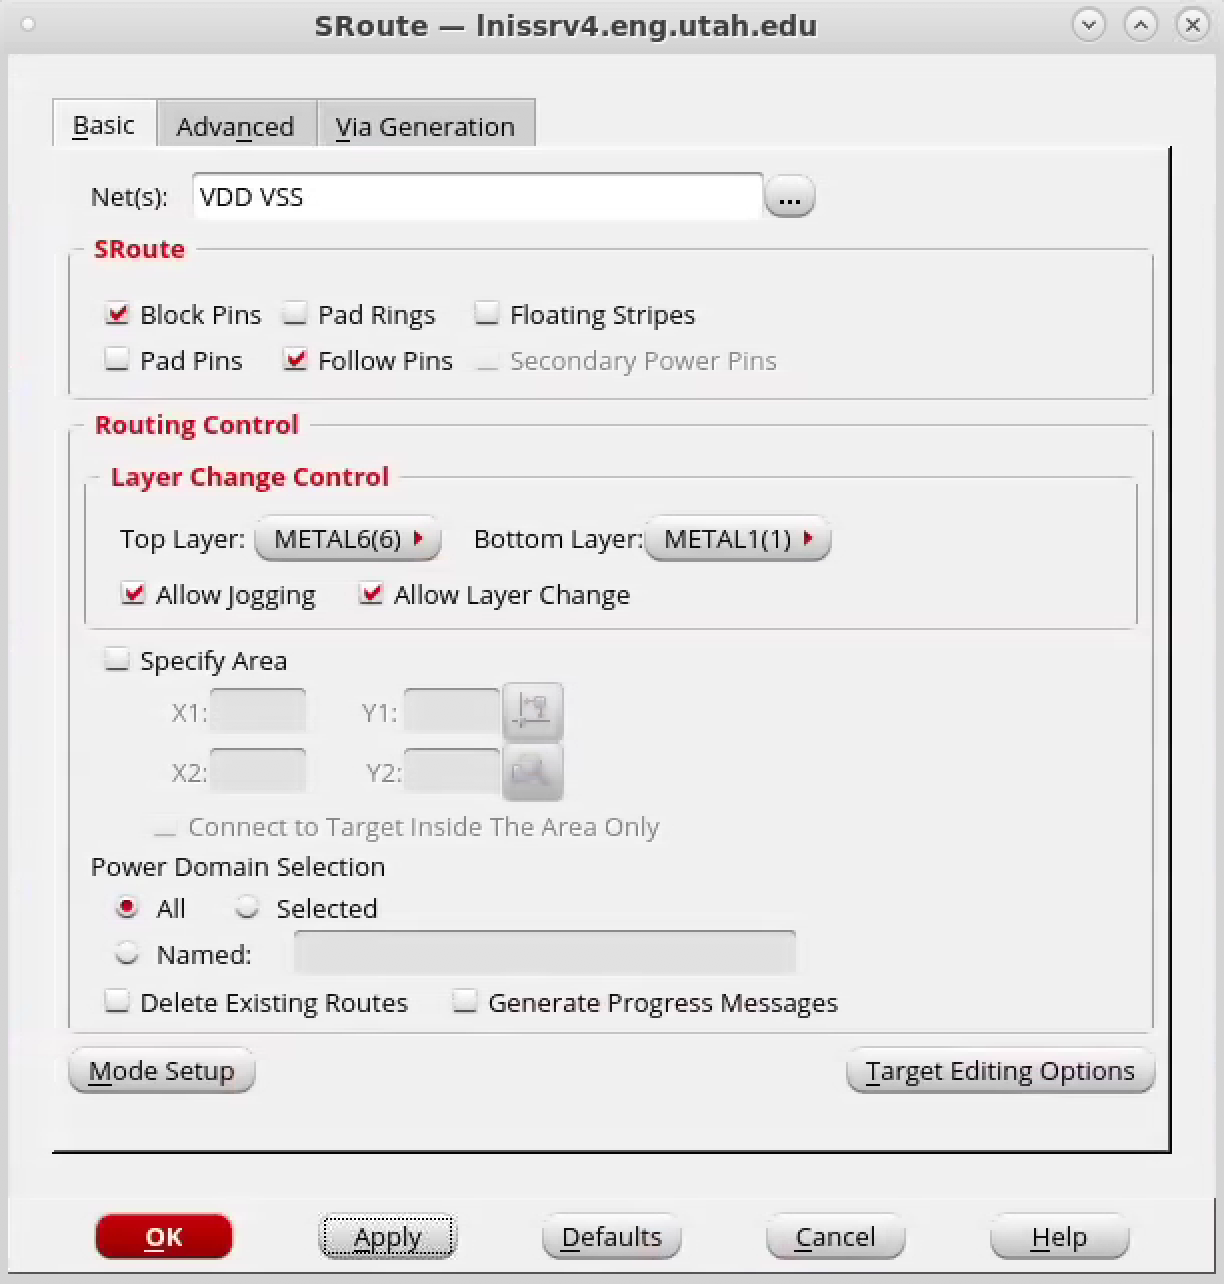 SRoute — lnissrv4.eng.utah.edu
Basic Advanced Via Generation
Net(s): VDD VSS ...
SRoute
Block Pins Pad Rings Floating Stripes
Pad Pins Follow Pins Secondary Power Pins
Routing Control
Layer Change Control
Top Layer: METAL6(6) Bottom Layer: METAL1(1)
Allow Jogging Allow Layer Change
Specify Area
X1: Y1:
X2: Y2:
Connect to Target Inside The Area Only
Power Domain Selection
All Selected
Named:
Delete Existing Routes Generate Progress Messages
Mode Setup Target Editing Options
OK Apply Defaults Cancel Help